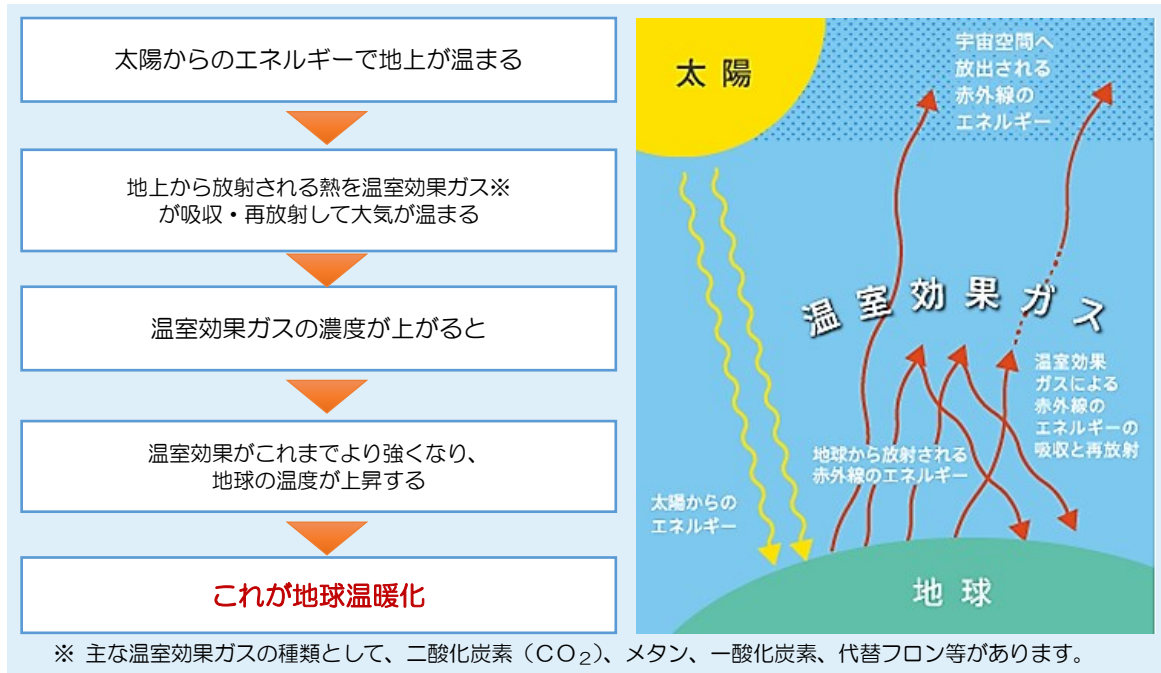 太陽からのエネルギーで地上が温まる
地上から放射される熱を温室効果ガス※
が吸収・再放射して大気が温まる
温室効果ガスの濃度が上がると
温室効果がこれまでより強くなり、
地球の温度が上昇する
これが地球温暖化
太陽
宇宙空間へ
放出される
赤外線の
エネルギー
温室効果ガス
温室効果
ガスによる
赤外線の
エネルギーの
吸収と再放射
地球から放射される
赤外線のエネルギー
太陽からの
エネルギー
地球
※ 主な温室効果ガスの種類として、二酸化炭素（CO₂）、メタン、一酸化炭素、代替フロン等があります。